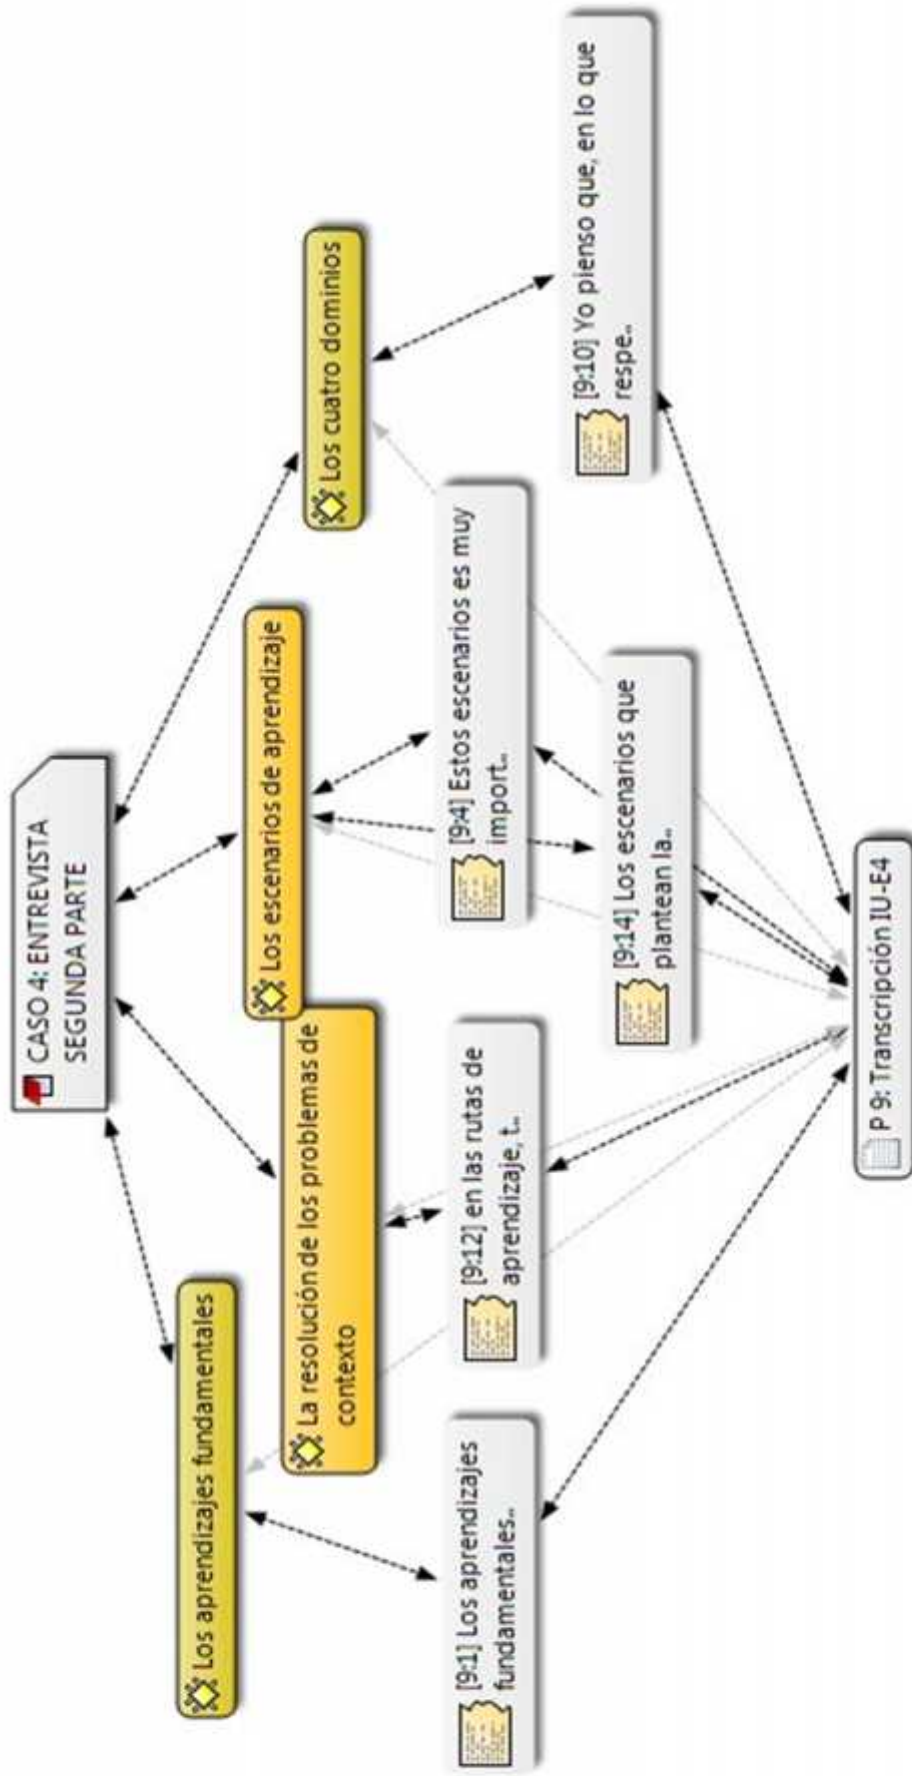 CASO 4: ENTREVISTA
SEGUNDA PARTE
Los aprendizajes fundamentales
La resolución de los problemas de
contexto
Los escenarios de aprendizaje
Los cuatro dominios
[9:1] Los aprendizajes
fundamentales..
[9:12] en las rutas de
aprendizaje, t..
[9:4] Estos escenarios es muy
import..
[9:14] Los escenarios que
plantean la..
[9:10] Yo pienso que, en lo que
respe..
P 9: Transcripción IU-E4